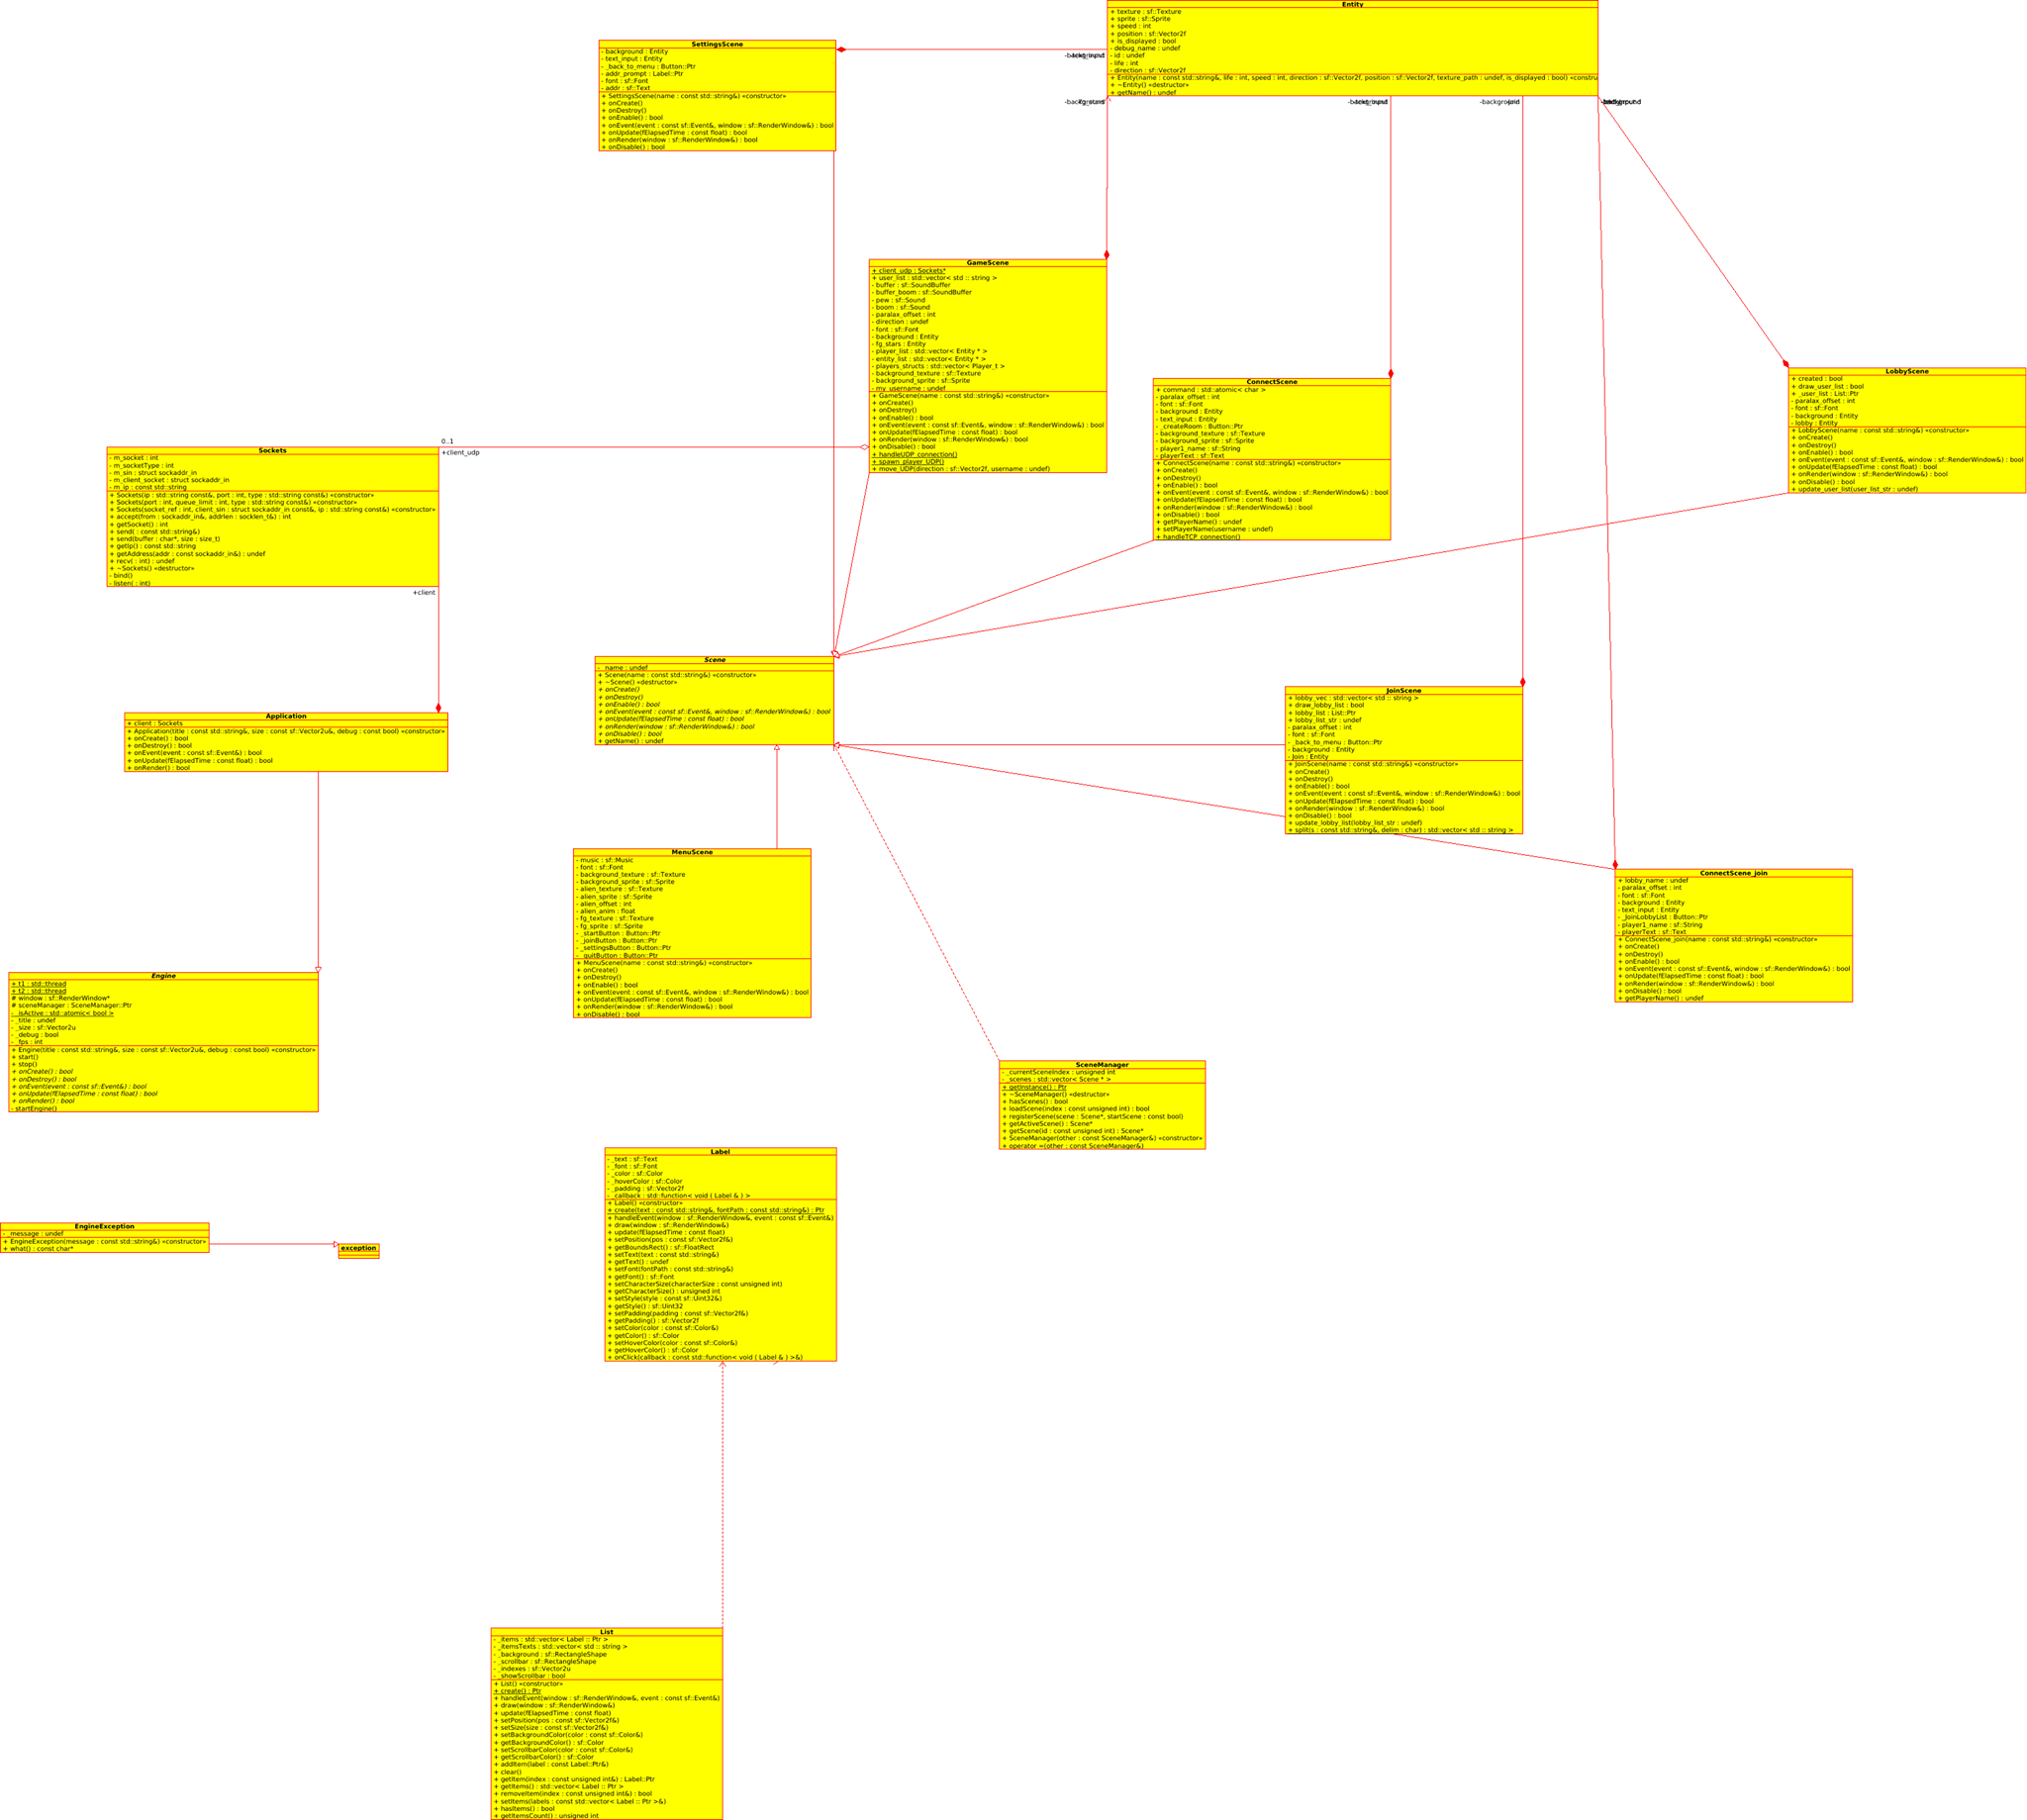 Entity
+ texture : sf::Texture
+ sprite : sf::Sprite
+ speed : int
+ position : sf::Vector2f
+ is_displayed : bool
- debug_name : undef
- id : undef
- life : int
- direction : sf::Vector2f
+ Entity(name : const std::string&, life : int, speed : int, direction : sf::Vector2f, position : sf::Vector2f, texture_path : undef, is_displayed : bool) «constru
+ ~Entity() «destructor»
+ getName() : undef
SettingsScene
- background : Entity
- text_input : Entity
- _back_to_menu : Button::Ptr
- addr_prompt : Label::Ptr
- font : sf::Font
- addr : sf::Text
+ SettingsScene(name : const std::string&) «constructor»
+ onCreate()
+ onDestroy()
+ onEnable() : bool
+ onEvent(event : const sf::Event&, window : sf::RenderWindow&) : bool
+ onUpdate(fElapsedTime : const float) : bool
+ onRender(window : sf::RenderWindow&) : bool
+ onDisable() : bool
GameScene
+ client_udp : Sockets*
+ user_list : std::vector< std :: string >
- buffer : sf::SoundBuffer
- buffer_boom : sf::SoundBuffer
- pew : sf::Sound
- boom : sf::Sound
- paralax_offset : int
- direction : undef
- font : sf::Font
- background : Entity
- fg_stars : Entity
- player_list : std::vector< Entity * >
- entity_list : std::vector< Entity * >
- players_structs : std::vector< Player_t >
- background_texture : sf::Texture
- background_sprite : sf::Sprite
- my_username : undef
+ GameScene(name : const std::string&) «constructor»
+ onCreate()
+ onDestroy()
+ onEnable() : bool
+ onEvent(event : const sf::Event&, window : sf::RenderWindow&) : bool
+ onUpdate(fElapsedTime : const float) : bool
+ onRender(window : sf::RenderWindow&) : bool
+ onDisable() : bool
+ handleUDP_connection()
+ spawn_player_UDP()
+ move_UDP(direction : sf::Vector2f, username : undef)
ConnectScene
+ command : std::atomic< char >
- paralax_offset : int
- font : sf::Font
- background : Entity
- text_input : Entity
- _createRoom : Button::Ptr
- background_texture : sf::Texture
- background_sprite : sf::Sprite
- player1_name : sf::String
- playerText : sf::Text
+ ConnectScene(name : const std::string&) «constructor»
+ onCreate()
+ onDestroy()
+ onEnable() : bool
+ onEvent(event : const sf::Event&, window : sf::RenderWindow&) : bool
+ onUpdate(fElapsedTime : const float) : bool
+ onRender(window : sf::RenderWindow&) : bool
+ onDisable() : bool
+ getPlayerName() : undef
+ setPlayerName(username : undef)
+ handleTCP_connection()
LobbyScene
+ created : bool
+ draw_user_list : bool
+ _user_list : List::Ptr
- paralax_offset : int
- font : sf::Font
- background : Entity
- lobby : Entity
+ LobbyScene(name : const std::string&) «constructor»
+ onCreate()
+ onDestroy()
+ onEnable() : bool
+ onEvent(event : const sf::Event&, window : sf::RenderWindow&) : bool
+ onUpdate(fElapsedTime : const float) : bool
+ onRender(window : sf::RenderWindow&) : bool
+ onDisable() : bool
+ update_user_list(user_list_str : undef)
0..1
+client_udp
Sockets
- m_socket : int
- m_socketType : int
- m_sin : struct sockaddr_in
- m_client_socket : struct sockaddr_in
- m_ip : const std::string
+ Sockets(ip : std::string const&, port : int, type : std::string const&) «constructor»
+ Sockets(port : int, queue_limit : int, type : std::string const&) «constructor»
+ Sockets(socket_ref : int, client_sin : struct sockaddr_in const&, ip : std::string const&) «constructor»
+ accept(from : sockaddr_in&, addrlen : socklen_t&) : int
+ getSocket() : int
+ send( : const std::string&)
+ send(buffer : char*, size : size_t)
+ getIp() : const std::string
+ getAddress(addr : const sockaddr_in&) : undef
+ recv( : int) : undef
+ ~Sockets() «destructor»
- bind()
- listen( : int)
+client
Scene
- _name : undef
+ Scene(name : const std::string&) «constructor»
+ ~Scene() «destructor»
+ onCreate()
+ onDestroy()
+ onEnable() : bool
+ onEvent(event : const sf::Event&, window : sf::RenderWindow&) : bool
+ onUpdate(fElapsedTime : const float) : bool
+ onRender(window : sf::RenderWindow&) : bool
+ onDisable() : bool
+ getName() : undef
JoinScene
+ lobby_vec : std::vector< std :: string >
+ draw_lobby_list : bool
+ lobby_list : List::Ptr
+ lobby_list_str : undef
- paralax_offset : int
- font : sf::Font
- _back_to_menu : Button::Ptr
- background : Entity
- Join : Entity
+ JoinScene(name : const std::string&) «constructor»
+ onCreate()
+ onDestroy()
+ onEnable() : bool
+ onEvent(event : const sf::Event&, window : sf::RenderWindow&) : bool
+ onUpdate(fElapsedTime : const float) : bool
+ onRender(window : sf::RenderWindow&) : bool
+ onDisable() : bool
+ update_lobby_list(lobby_list_str : undef)
+ split(s : const std::string&, delim : char) : std::vector< std :: string >
Application
+ client : Sockets
+ Application(title : const std::string&, size : const sf::Vector2u&, debug : const bool) «constructor»
+ onCreate() : bool
+ onDestroy() : bool
+ onEvent(event : const sf::Event&) : bool
+ onUpdate(fElapsedTime : const float) : bool
+ onRender() : bool
MenuScene
- music : sf::Music
- font : sf::Font
- background_texture : sf::Texture
- background_sprite : sf::Sprite
- alien_texture : sf::Texture
- alien_sprite : sf::Sprite
- alien_offset : int
- alien_anim : float
- fg_texture : sf::Texture
- fg_sprite : sf::Sprite
- _startButton : Button::Ptr
- _joinButton : Button::Ptr
- _settingsButton : Button::Ptr
- _quitButton : Button::Ptr
+ MenuScene(name : const std::string&) «constructor»
+ onCreate()
+ onDestroy()
+ onEnable() : bool
+ onEvent(event : const sf::Event&, window : sf::RenderWindow&) : bool
+ onUpdate(fElapsedTime : const float) : bool
+ onRender(window : sf::RenderWindow&) : bool
+ onDisable() : bool
ConnectScene_join
+ lobby_name : undef
- paralax_offset : int
- font : sf::Font
- background : Entity
- text_input : Entity
- _JoinLobbyList : Button::Ptr
- player1_name : sf::String
- playerText : sf::Text
+ ConnectScene_join(name : const std::string&) «constructor»
+ onCreate()
+ onDestroy()
+ onEnable() : bool
+ onEvent(event : const sf::Event&, window : sf::RenderWindow&) : bool
+ onUpdate(fElapsedTime : const float) : bool
+ onRender(window : sf::RenderWindow&) : bool
+ onDisable() : bool
+ getPlayerName() : undef
Engine
+ t1 : std::thread
+ t2 : std::thread
# window : sf::RenderWindow*
# sceneManager : SceneManager::Ptr
- _isActive : std::atomic< bool >
- _title : undef
- _size : sf::Vector2u
- _debug : bool
- _fps : int
+ Engine(title : const std::string&, size : const sf::Vector2u&, debug : const bool) «constructor»
+ start()
+ stop()
+ onCreate() : bool
+ onDestroy() : bool
+ onEvent(event : const sf::Event&) : bool
+ onUpdate(fElapsedTime : const float) : bool
+ onRender() : bool
- startEngine()
SceneManager
- _currentSceneIndex : unsigned int
- _scenes : std::vector< Scene * >
+ getInstance() : Ptr
+ ~SceneManager() «destructor»
+ hasScenes() : bool
+ loadScene(index : const unsigned int) : bool
+ registerScene(scene : Scene*, startScene : const bool)
+ getActiveScene() : Scene*
+ getScene(id : const unsigned int) : Scene*
+ SceneManager(other : const SceneManager&) «constructor»
+ operator =(other : const SceneManager&)
Label
- _text : sf::Text
- _font : sf::Font
- _color : sf::Color
- _hoverColor : sf::Color
- _padding : sf::Vector2f
- _callback : std::function< void ( Label & ) >
+ Label() «constructor»
+ create(text : const std::string&, fontPath : const std::string&) : Ptr
+ handleEvent(window : sf::RenderWindow&, event : const sf::Event&)
+ draw(window : sf::RenderWindow&)
+ update(fElapsedTime : const float)
+ setPosition(pos : const sf::Vector2f&)
+ getBoundsRect() : sf::FloatRect
+ setText(text : const std::string&)
+ getText() : undef
+ setFont(fontPath : const std::string&)
+ getFont() : sf::Font
+ setCharacterSize(characterSize : const unsigned int)
+ getCharacterSize() : unsigned int
+ setStyle(style : const sf::Uint32&)
+ getStyle() : sf::Uint32
+ setPadding(padding : const sf::Vector2f&)
+ getPadding() : sf::Vector2f
+ setColor(color : const sf::Color&)
+ getColor() : sf::Color
+ setHoverColor(color : const sf::Color&)
+ getHoverColor() : sf::Color
+ onClick(callback : const std::function< void ( Label & ) >&)
EngineException
- _message : undef
+ EngineException(message : const std::string&) «constructor»
+ what() : const char*
exception
List
- _items : std::vector< Label :: Ptr >
- _itemsTexts : std::vector< std :: string >
- _background : sf::RectangleShape
- _scrollbar : sf::RectangleShape
- _indexes : sf::Vector2u
- _showScrollbar : bool
+ List() «constructor»
+ create() : Ptr
+ handleEvent(window : sf::RenderWindow&, event : const sf::Event&)
+ draw(window : sf::RenderWindow&)
+ update(fElapsedTime : const float)
+ setPosition(pos : const sf::Vector2f&)
+ setSize(size : const sf::Vector2f&)
+ setBackgroundColor(color : const sf::Color&)
+ getBackgroundColor() : sf::Color
+ setScrollbarColor(color : const sf::Color&)
+ getScrollbarColor() : sf::Color
+ addItem(label : const Label::Ptr&)
+ clear()
+ getItem(index : const unsigned int&) : Label::Ptr
+ getItems() : std::vector< Label :: Ptr >
+ removeItem(index : const unsigned int&) : bool
+ setItems(labels : const std::vector< Label :: Ptr >&)
+ hasItems() : bool
+ getItemsCount() : unsigned int